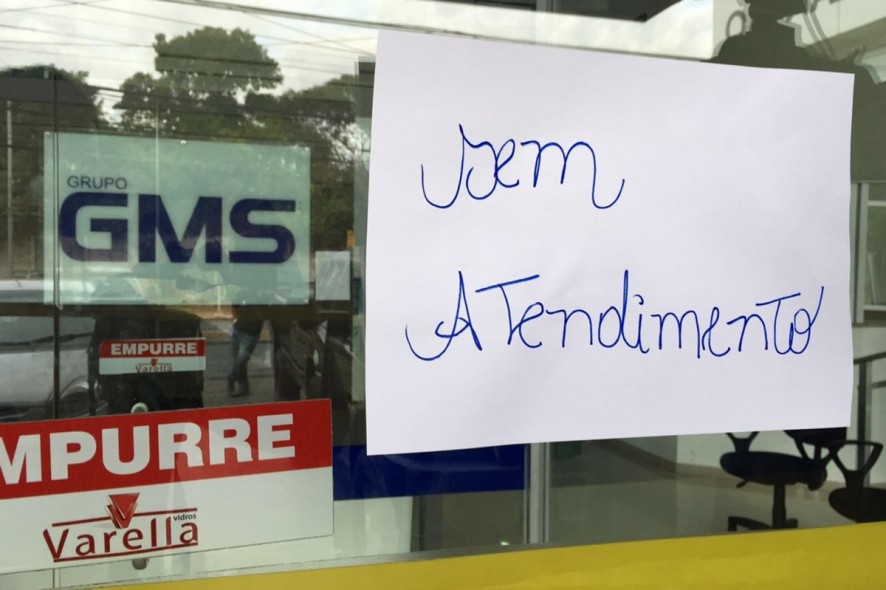 GRUPO
GMS
Sem
Atendimento
EMPURRE
Varella
MPURRE
vidros
Varella